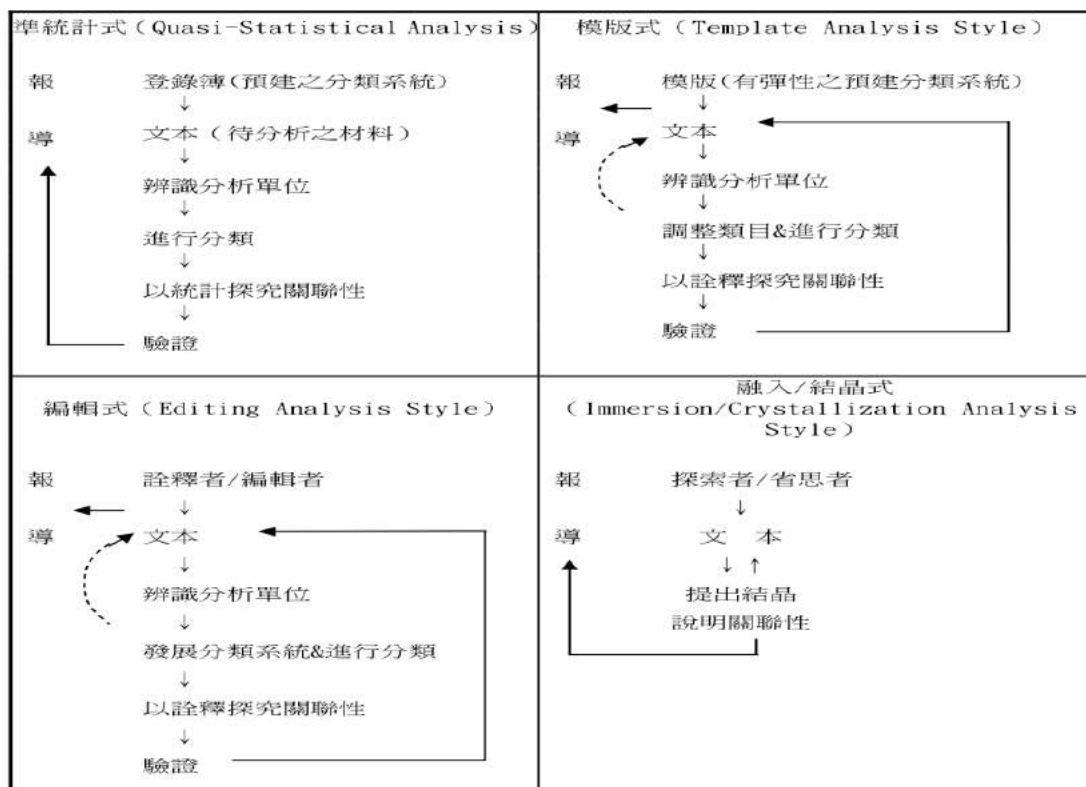 準統計式(Quasi-Statistical Analysis)
報 登錄簿(預建之分類系統)
↓
導 文本(待分析之材料)
↓
辨識分析單位
↓
進行分類
↓
以統計探究關聯性
↓
驗證
模版式 (Template Analysis Style)
報 模版(有彈性之預建分類系統)
↓
導 文本
↓
辨識分析單位
↓
調整類目&進行分類
↓
以詮釋探究關聯性
↓
驗證
編輯式(Editing Analysis Style)
報 詮釋者/編輯者
↓
導 文本
↓
辨識分析單位
↓
發展分類系統&進行分類
↓
以詮釋探究關聯性
↓
驗證
融入/結晶式
(Immersion/Crystallization Analysis
Style)
報 探索者/省思者
↓
導 文 本
↓ ↑
提出結晶
說明關聯性